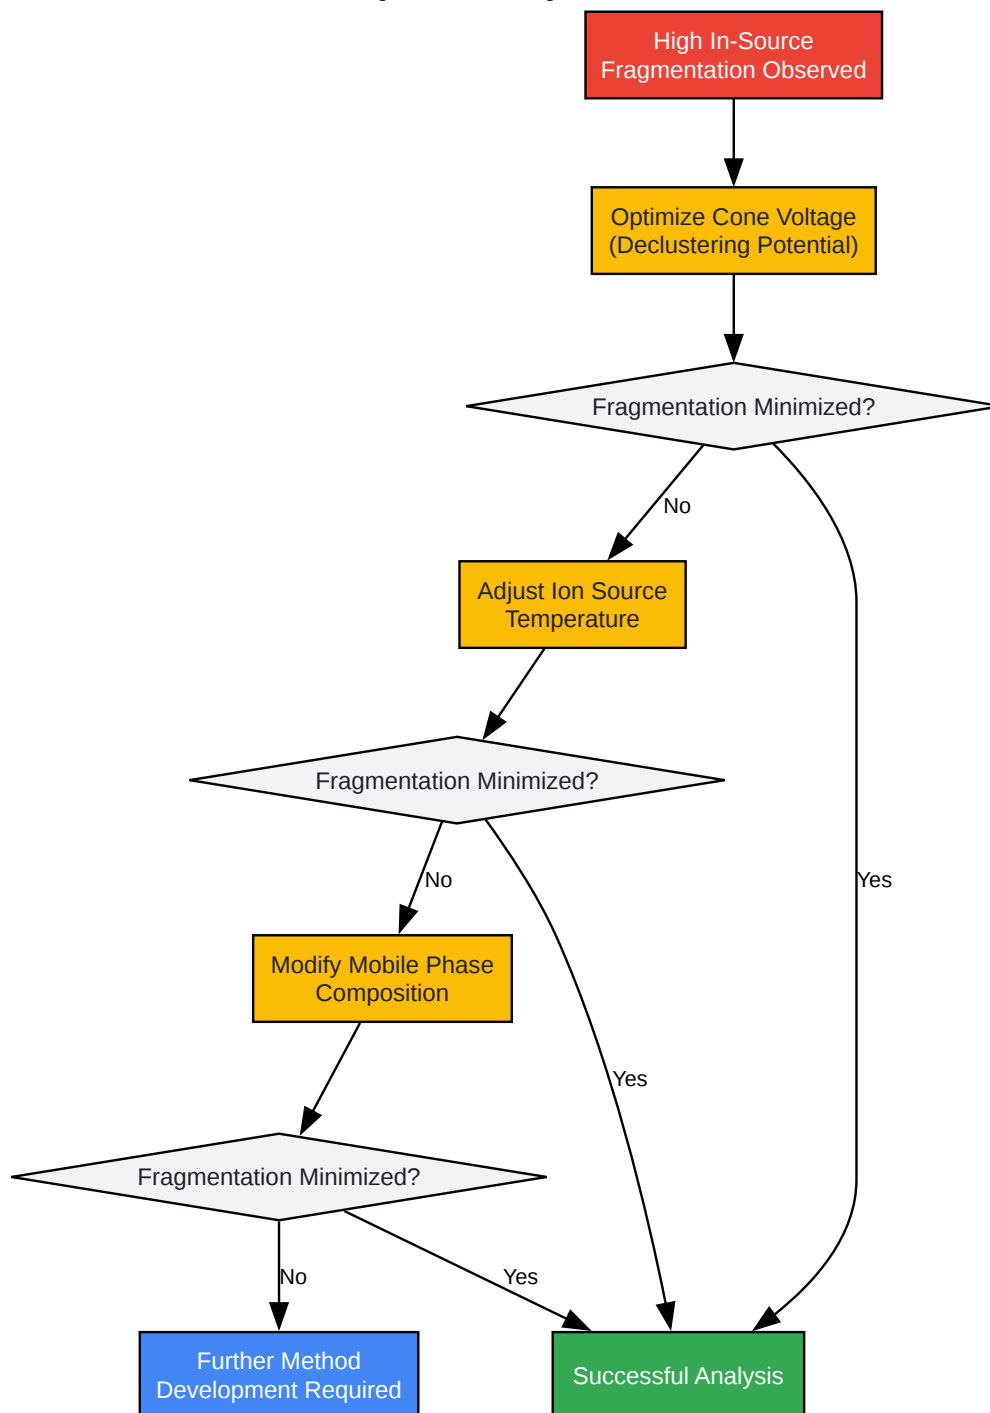 High In-Source
Fragmentation Observed
Optimize Cone Voltage
(Declustering Potential)
Fragmentation Minimized?
No
Adjust Ion Source
Temperature
Fragmentation Minimized?
No
Yes
Modify Mobile Phase
Composition
Yes
Fragmentation Minimized?
No
Yes
Further Method
Development Required
Successful Analysis